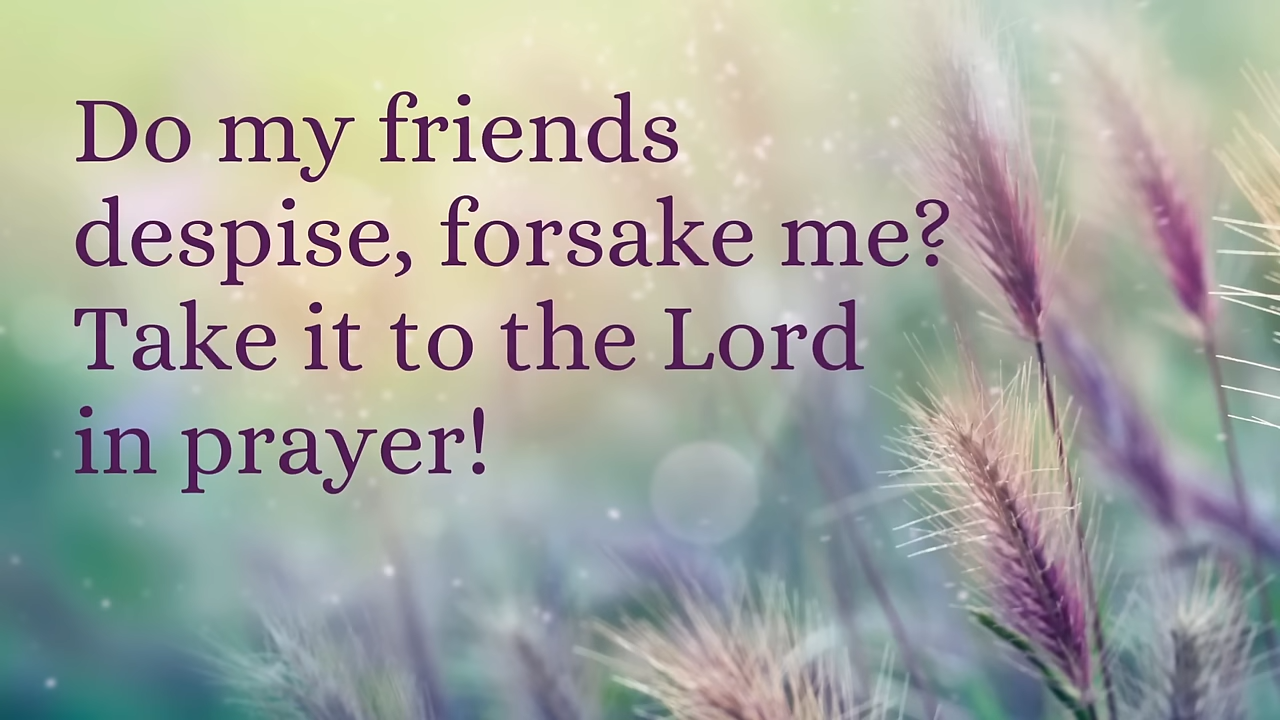 Do my friends
despise, forsake me?
Take it to the Lord
in prayer!